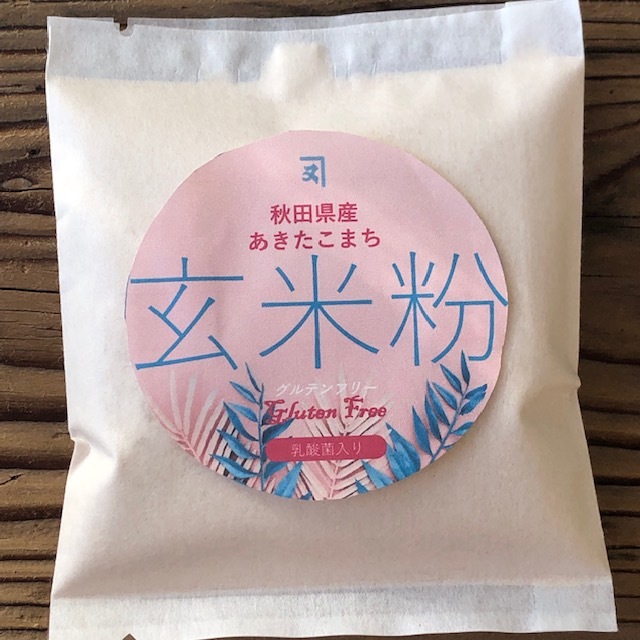 秋田県産
あきたこまち
玄米粉
グルテンフリー
Gluten Free
乳酸菌入り